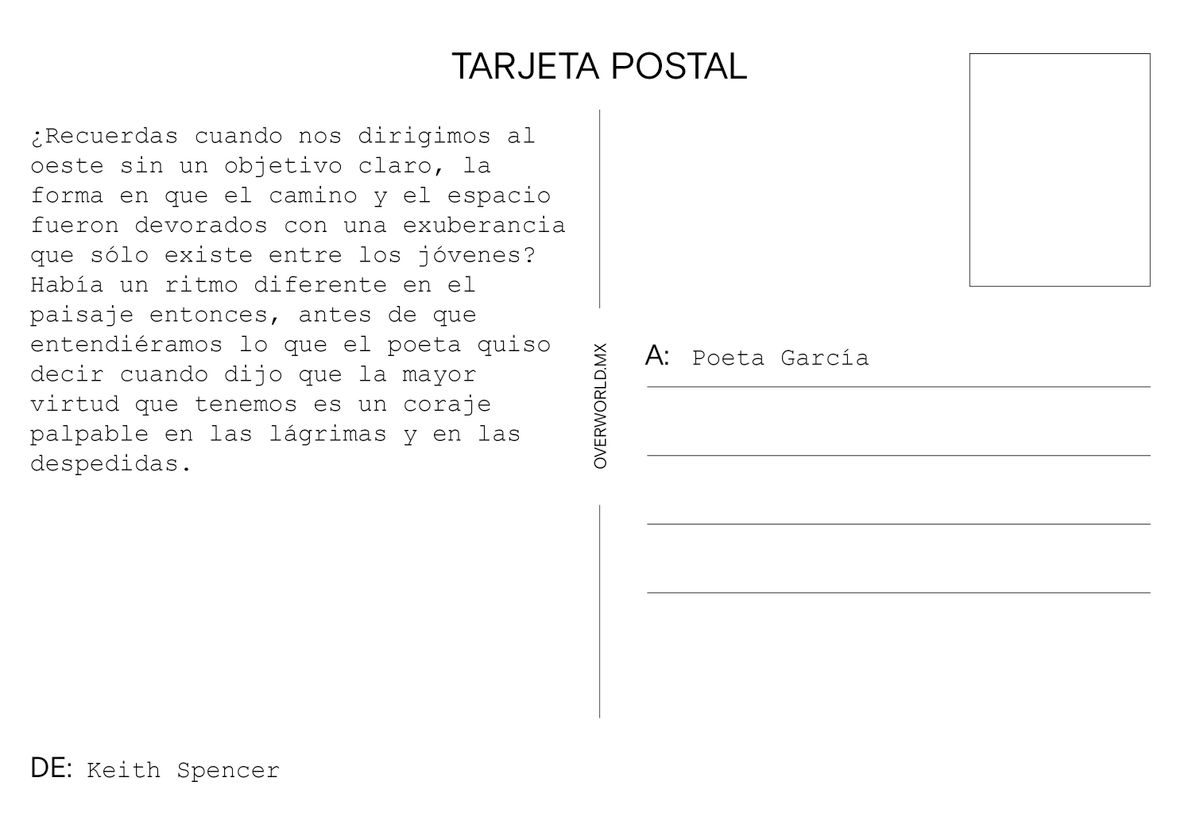 TARJETA POSTAL
¿Recuerdas cuando nos dirigimos al
oeste sin un objetivo claro, la
forma en que el camino y el espacio
fueron devorados con una exuberancia
que sólo existe entre los jóvenes?
Había un ritmo diferente en el
paisaje entonces, antes de que
entendiéramos lo que el poeta quiso
decir cuando dijo que la mayor
virtud que tenemos es un coraje
palpable en las lágrimas y en las
despedidas.
DE: Keith Spencer
OVERWORLD.MX
A: Poeta García